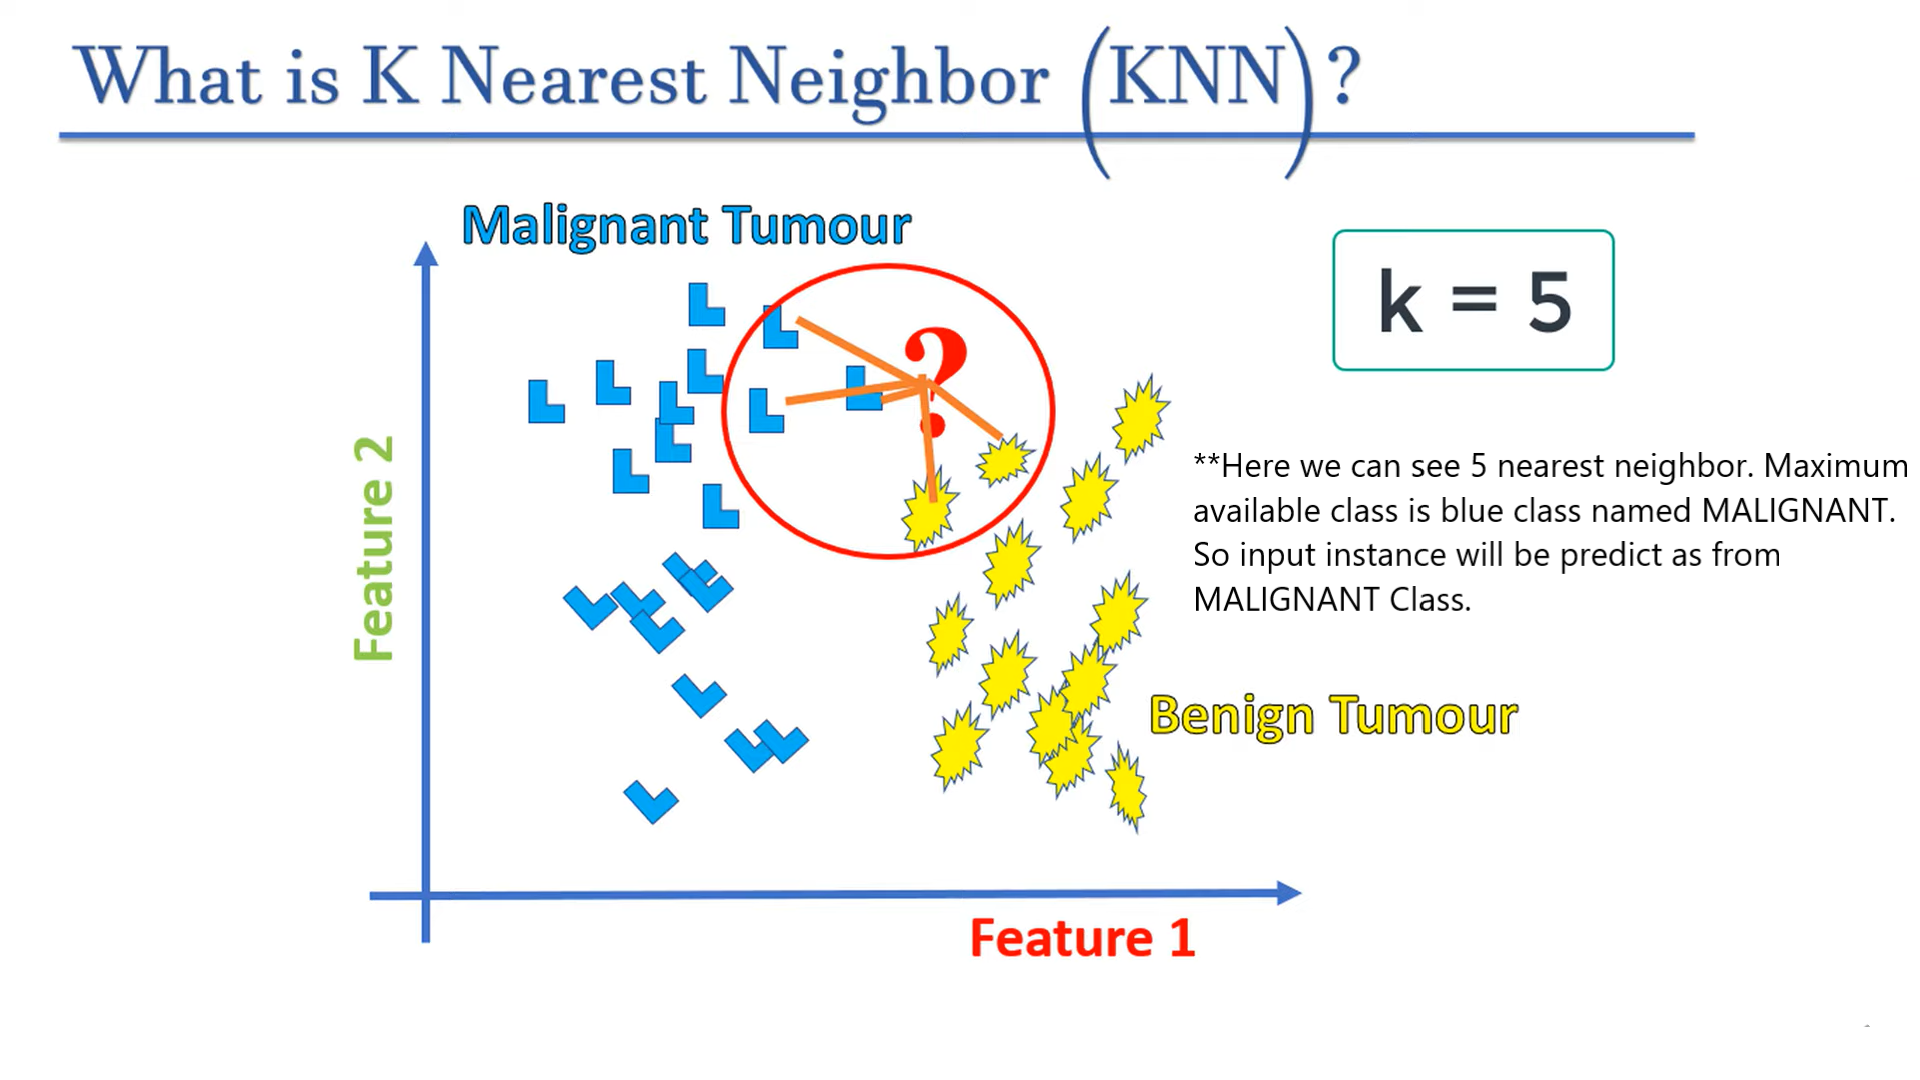 What is K Nearest Neighbor (KNN)?
Malignant Tumour
k = 5
?
Feature 2
**Here we can see 5 nearest neighbor. Maximum
available class is blue class named MALIGNANT.
So input instance will be predict as from
MALIGNANT Class.
Benign Tumour
Feature 1